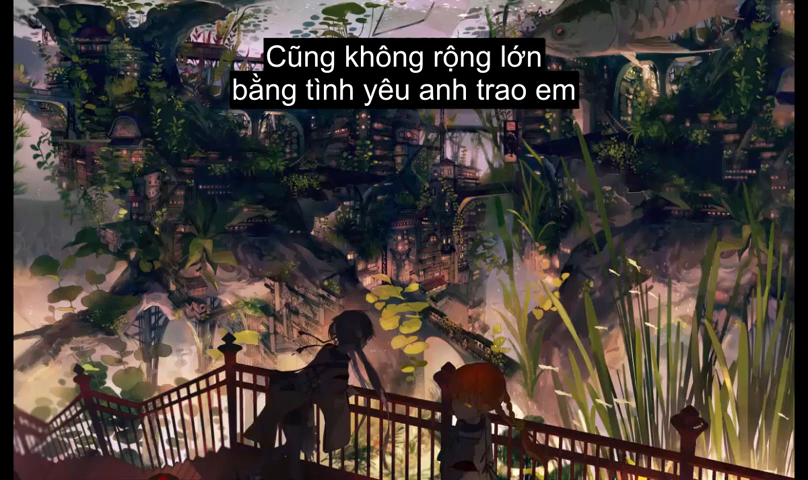 Cũng không rộng lớn
bằng tình yêu anh trao em